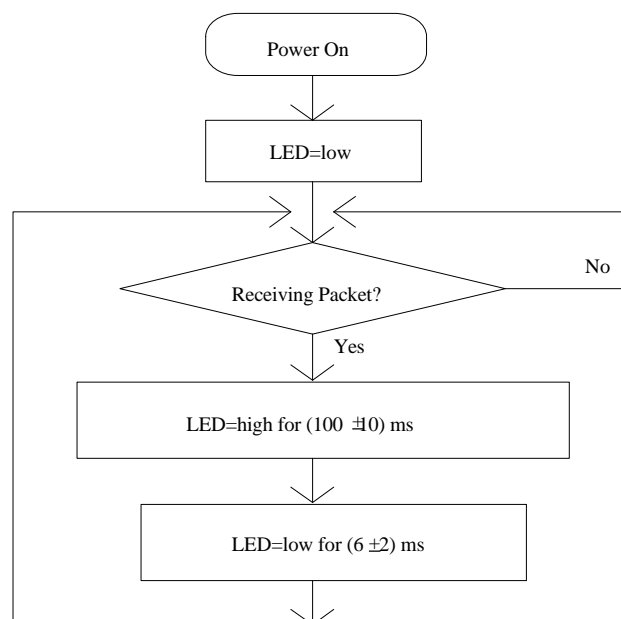 Power On
LED=low
No
Receiving Packet?
Yes
LED=high for (100 ±10) ms
LED=low for (6 ±2) ms